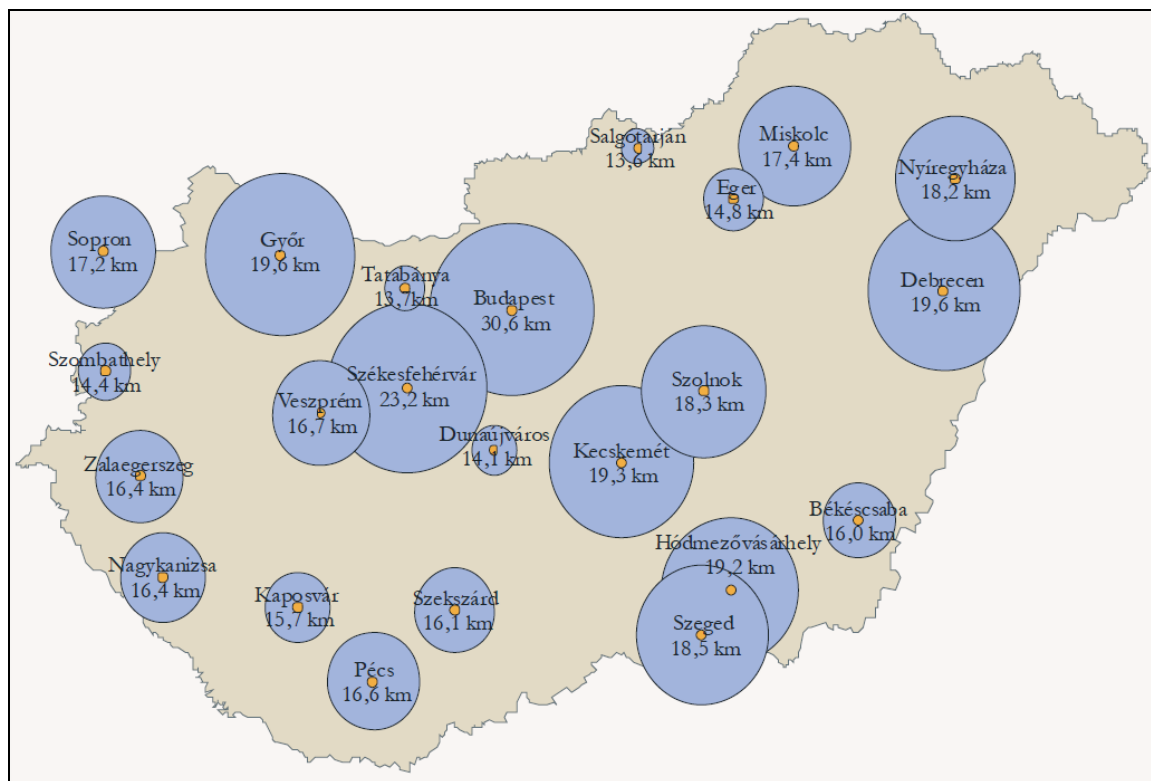 Salgótarján
13,6 km
Miskolc
17,4 km
Nyíregyháza
18,2 km
Eger
14,8 km
Sopron
17,2 km
Győr
19,6 km
Tatabánya
13,7km
Budapest
30,6 km
Debrecen
19,6 km
Szombathely
14,4 km
Székesfehérvár
23,2 km
Veszprém
16,7 km
Szolnok
18,3 km
Dunaújváros
14,1 km
Kecskemét
19,3 km
Zalaegerszeg
16,4 km
Békéscsaba
16,0 km
Hódmezővásárhely
19,2 km
Nagykanizsa
16,4 km
Kaposvár
15,7 km
Szekszárd
16,1 km
Szeged
18,5 km
Pécs
16,6 km